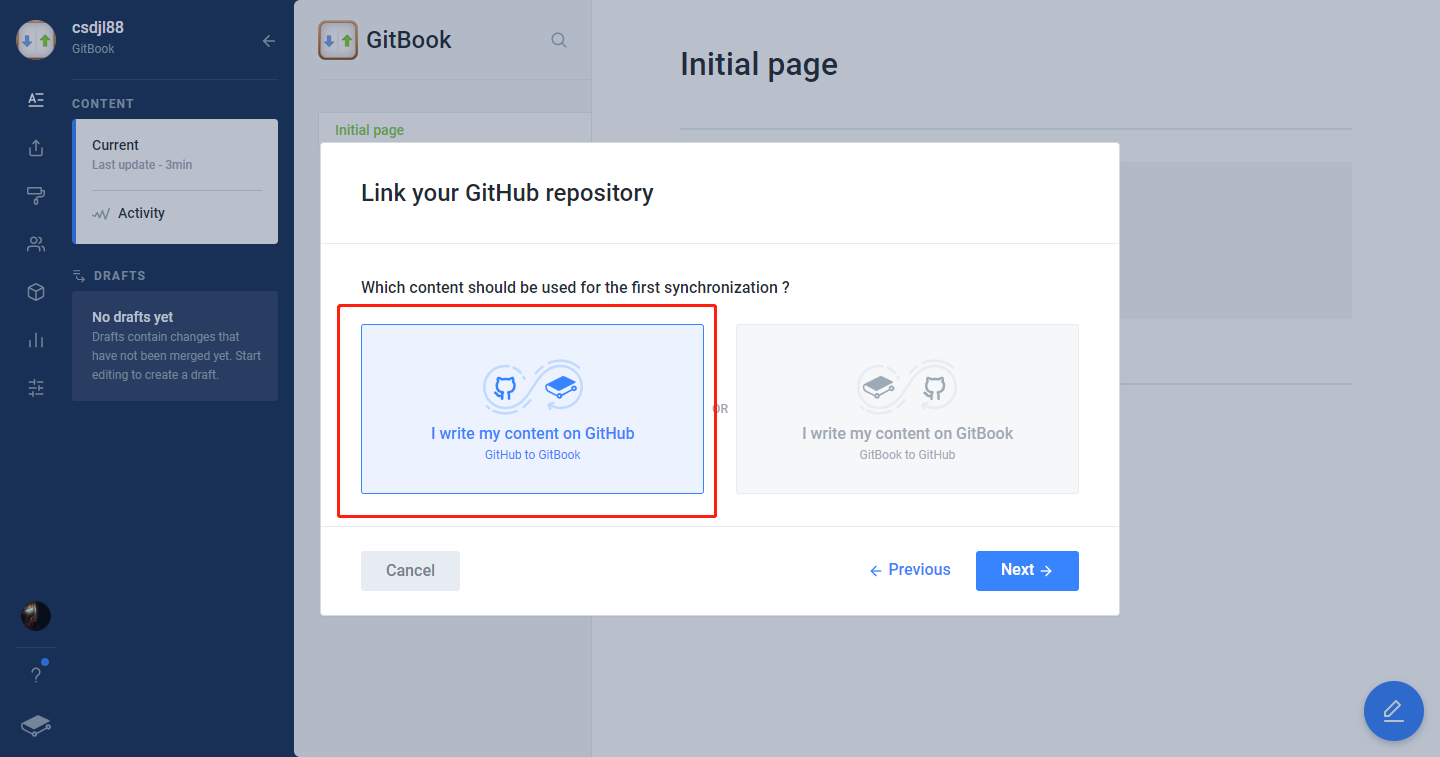 csdjl88
GitBook
CONTENT
Current
Last update - 3min
Activity
DRAFTS
No drafts yet
Drafts contain changes that
have not been merged yet. Start
editing to create a draft.
?
GitBook
Initial page
Initial page
Link your GitHub repository
Which content should be used for the first synchronization ?
I write my content on GitHub
GitHub to GitBook
OR
I write my content on GitBook
GitBook to GitHub
Cancel
← Previous
Next →